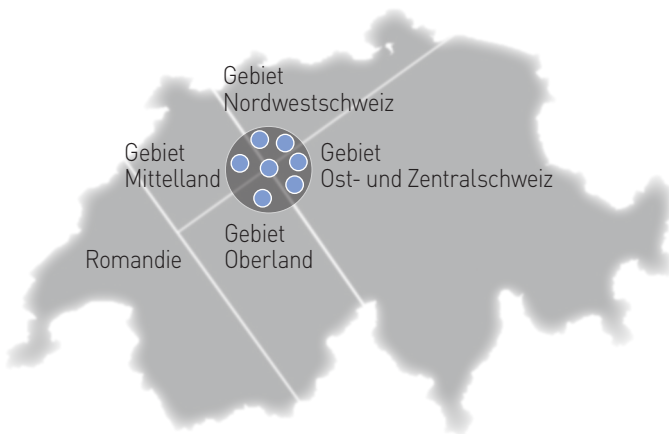 Gebiet
Nordwestschweiz
Gebiet
Mittelland
Gebiet
Ost- und Zentralschweiz
Gebiet
Oberland
Romandie